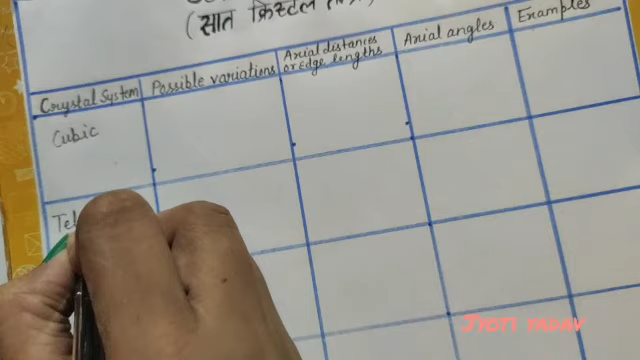 (सात क्रिस्टल
Crystal System
Possible variations
Axial distances
or edge lengths
Axial angles
Examples
Cubic
Te
JYOTI YADAV